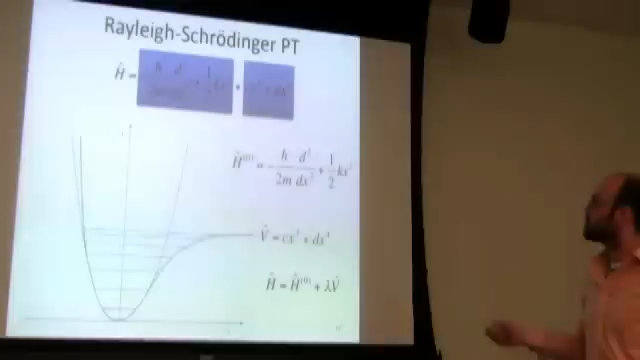 Rayleigh-Schrödinger PT
Ĥ =
Ĥ⁽⁰⁾ = - ħ/2m d²/dx² + 1/2 kx²
V̂ = cx³ + dx⁴
Ĥ = Ĥ⁽⁰⁾ + λV̂